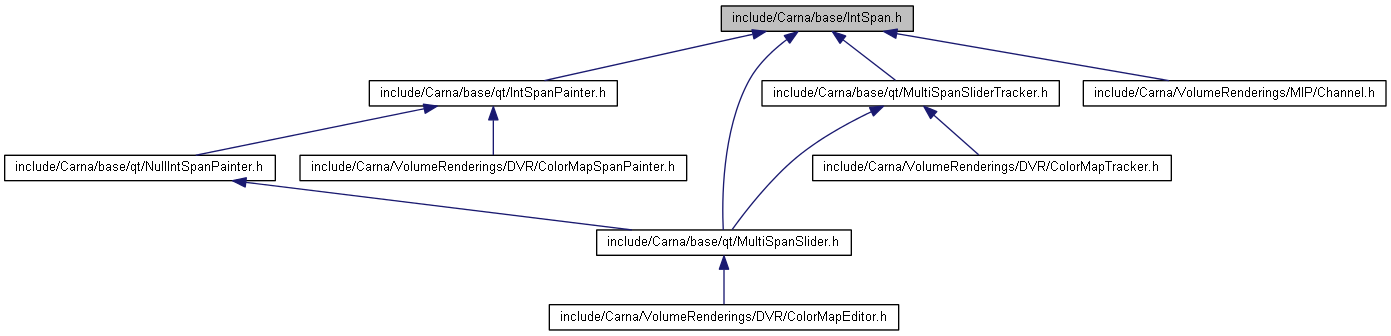 include/Carna/base/IntSpan.h
include/Carna/base/qt/IntSpanPainter.h
include/Carna/base/qt/MultiSpanSliderTracker.h
include/Carna/VolumeRenderings/MIP/Channel.h
include/Carna/base/qt/NullIntSpanPainter.h
include/Carna/VolumeRenderings/DVR/ColorMapSpanPainter.h
include/Carna/VolumeRenderings/DVR/ColorMapTracker.h
include/Carna/base/qt/MultiSpanSlider.h
include/Carna/VolumeRenderings/DVR/ColorMapEditor.h